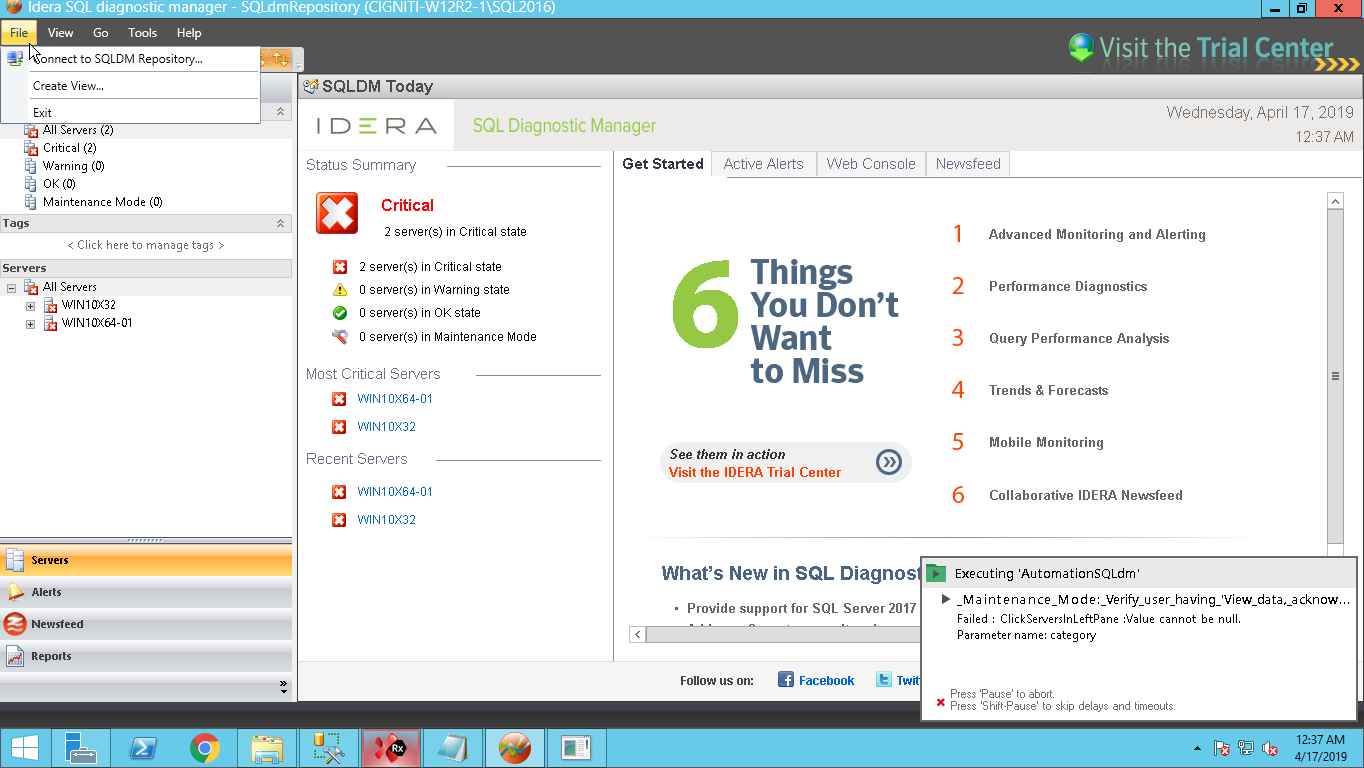 Idera SQL diagnostic manager - SQLdmRepository (CIGNITI-W12R2-1\SQL2016)
File View Go Tools Help
Visit the Trial Center
Connect to SQLDM Repository...
Create View...
Exit
All Servers (2)
Critical (2)
Warning (0)
OK (0)
Maintenance Mode (0)
Tags
< Click here to manage tags >
Servers
All Servers
WIN10X32
WIN10X64-01
Servers
Alerts
Newsfeed
Reports
SQLDM Today
IDERA
SQL Diagnostic Manager
Wednesday, April 17, 2019
12:37 AM
Status Summary
Critical
2 server(s) in Critical state
2 server(s) in Critical state
0 server(s) in Warning state
0 server(s) in OK state
0 server(s) in Maintenance Mode
Most Critical Servers
WIN10X64-01
WIN10X32
Recent Servers
WIN10X64-01
WIN10X32
Get Started Active Alerts Web Console Newsfeed
6 Things
You Don't
Want
to Miss
See them in action
Visit the IDERA Trial Center
1 Advanced Monitoring and Alerting
2 Performance Diagnostics
3 Query Performance Analysis
4 Trends & Forecasts
5 Mobile Monitoring
6 Collaborative IDERA Newsfeed
What's New in SQL Diagnost
• Provide support for SQL Server 2017
Follow us on: Facebook Twit
Executing 'AutomationSQLdm'
_Maintenance_Mode:_Verify_user_having_'View_data,_acknow...
Failed : ClickServersInLeftPane :Value cannot be null.
Parameter name: category
Press 'Pause' to abort.
Press 'Shift-Pause' to skip delays and timeouts.
Rx
12:37 AM
4/17/2019